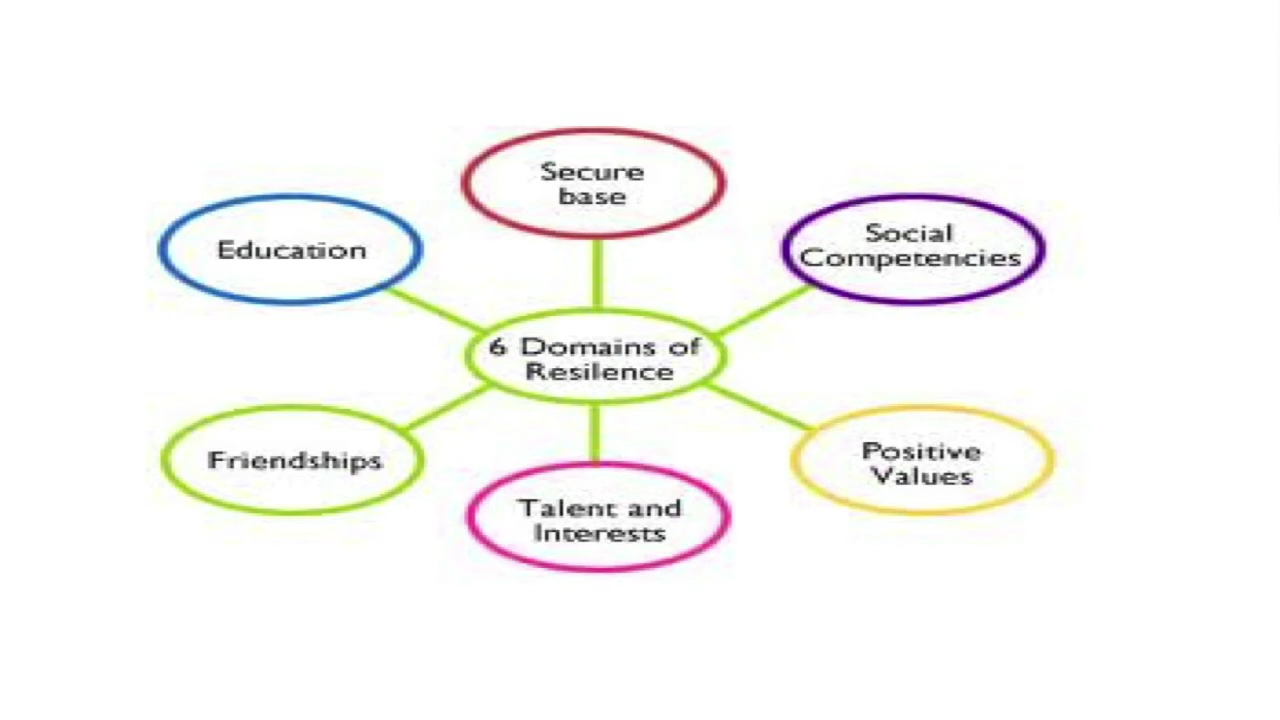 Secure
base
Education
Social
Competencies
6 Domains of
Resilence
Friendships
Positive
Values
Talent and
Interests